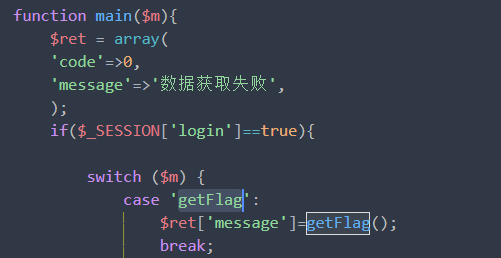 function main($m){
$ret = array(
'code'=>0,
'message'=>'数据获取失败',
);
if($_SESSION['login']==true){
switch ($m) {
case 'getFlag':
$ret['message']=getFlag();
break;